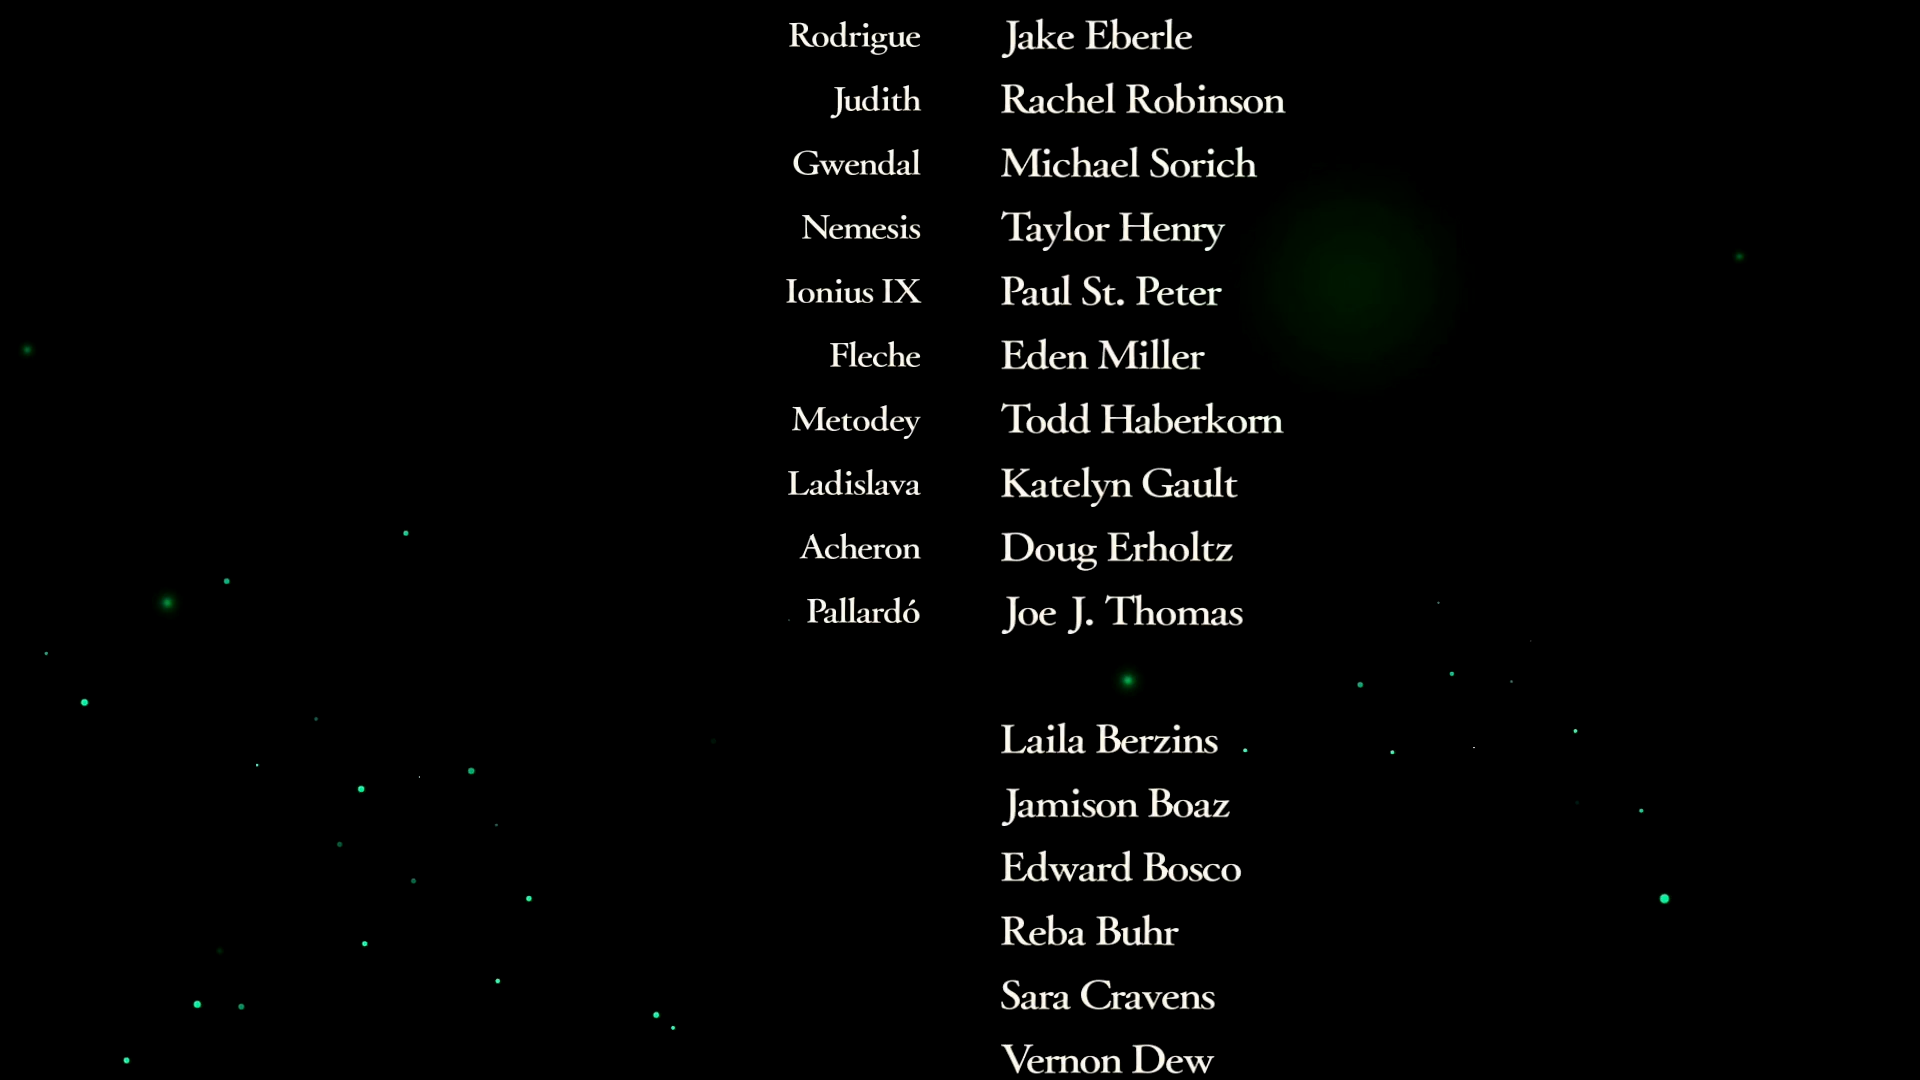 Rodrigue Jake Eberle
Judith Rachel Robinson
Gwendal Michael Sorich
Nemesis Taylor Henry
Ionius IX Paul St. Peter
Fleche Eden Miller
Metodey Todd Haberkorn
Ladislava Katelyn Gault
Acheron Doug Erholtz
Pallardó Joe J. Thomas
Laila Berzins
Jamison Boaz
Edward Bosco
Reba Buhr
Sara Cravens
Vernon Dew